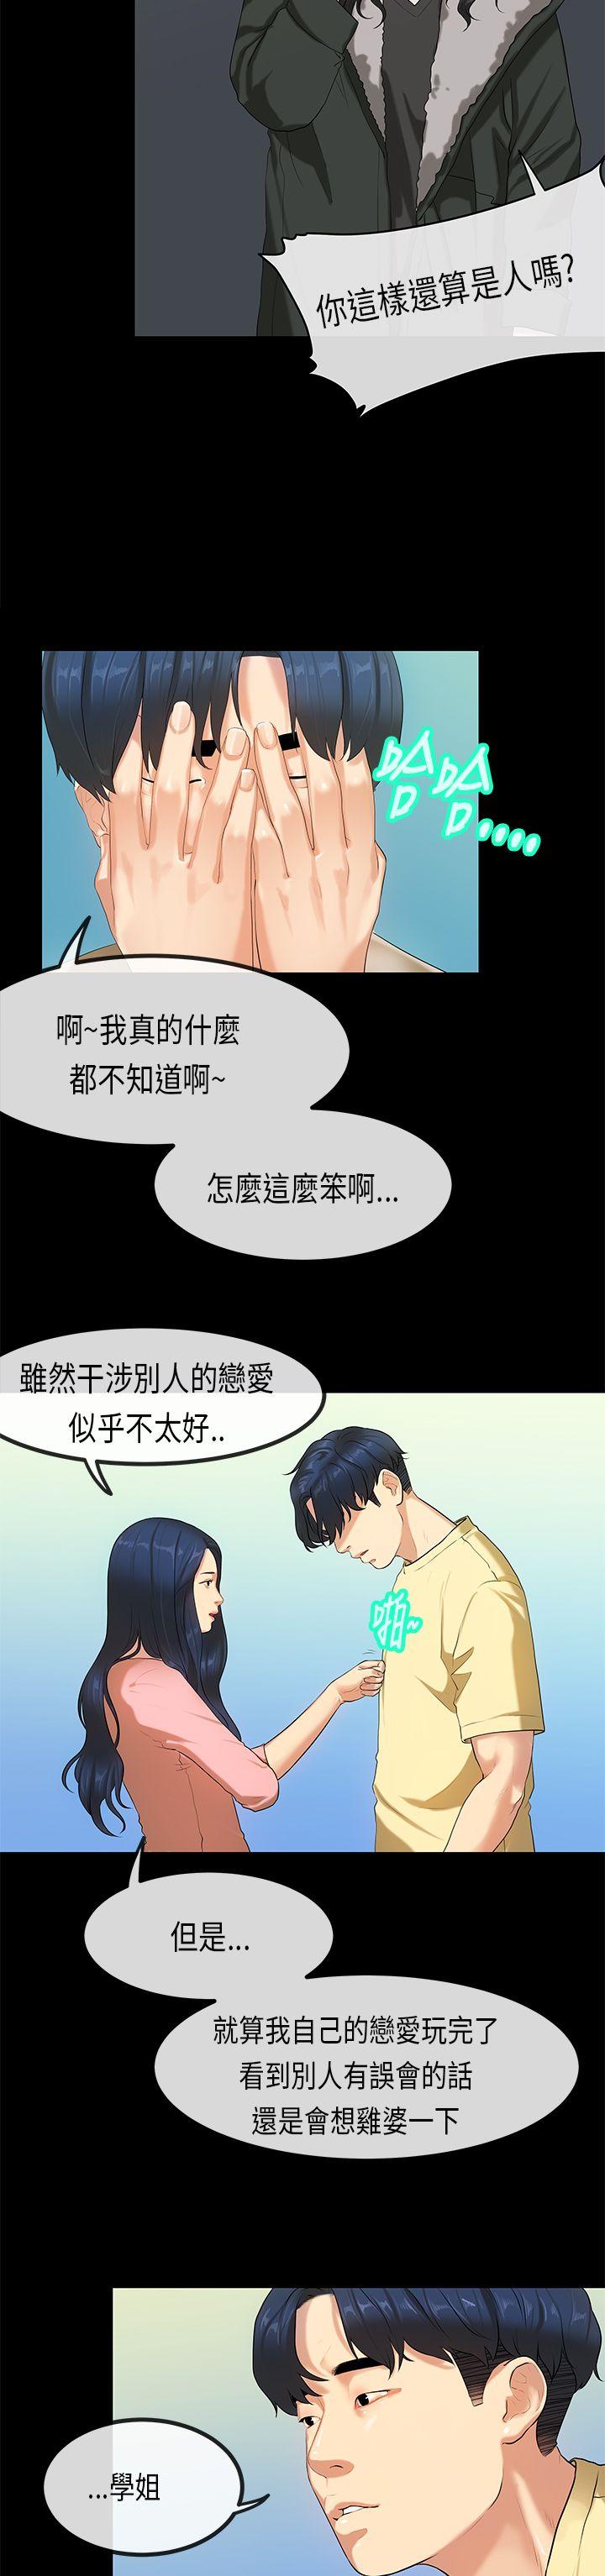 你這樣還算是人嗎?
哈哈....
啊~我真的什麼
都不知道啊~
怎麼這麼笨啊...
雖然干涉別人的戀愛
似乎不太好..
啪~
但是...
就算我自己的戀愛玩完了
看到別人有誤會的話
還是會想雞婆一下
...學姐